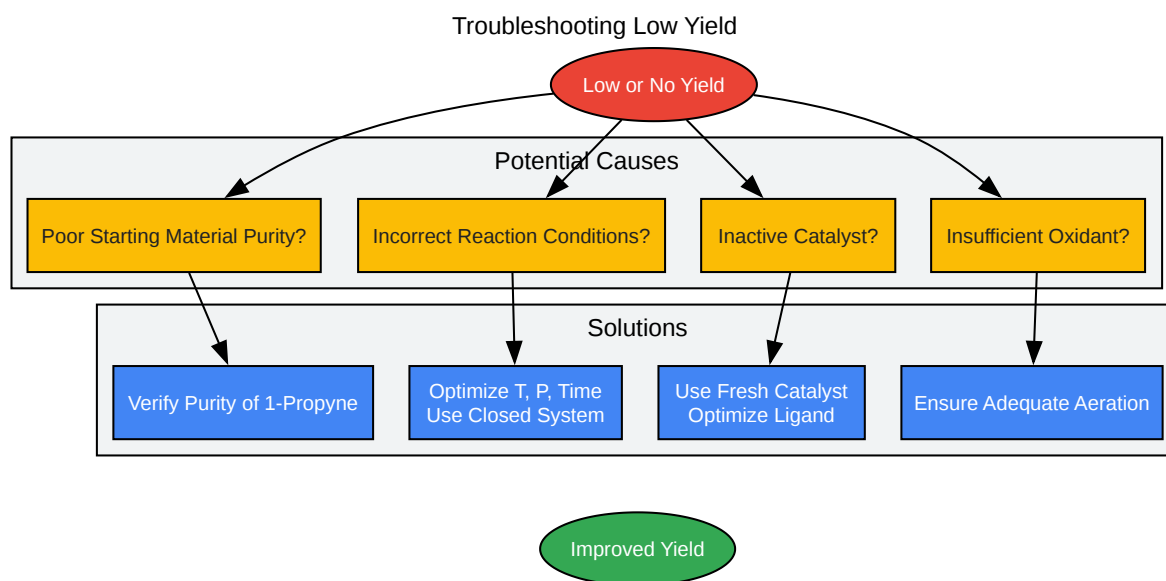 Troubleshooting Low Yield
Low or No Yield
Potential Causes
Poor Starting Material Purity?
Incorrect Reaction Conditions?
Inactive Catalyst?
Insufficient Oxidant?
Solutions
Verify Purity of 1-Propyne
Optimize T, P, Time
Use Closed System
Use Fresh Catalyst
Optimize Ligand
Ensure Adequate Aeration
Improved Yield